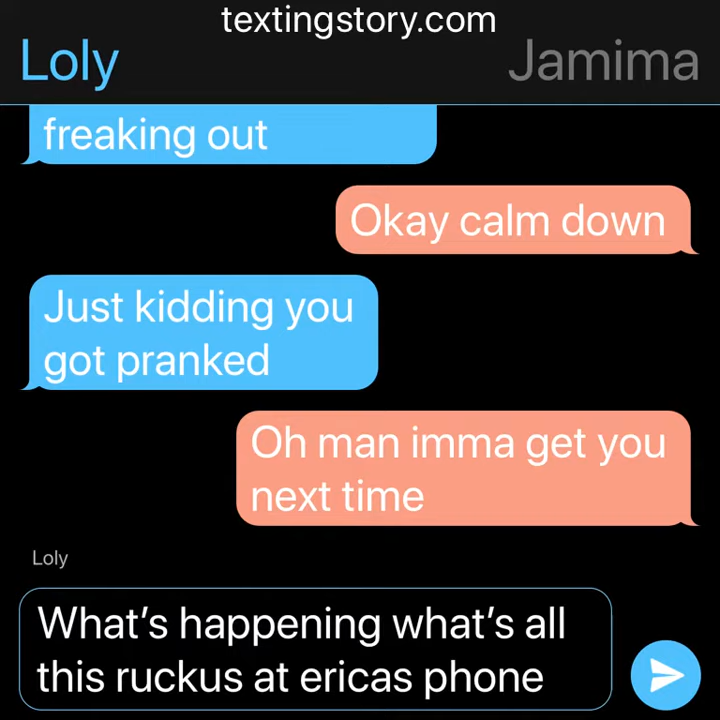 textingstory.com
Loly
Jamima
freaking out
Okay calm down
Just kidding you
got pranked
Oh man imma get you
next time
Loly
What’s happening what’s all
this ruckus at ericas phone